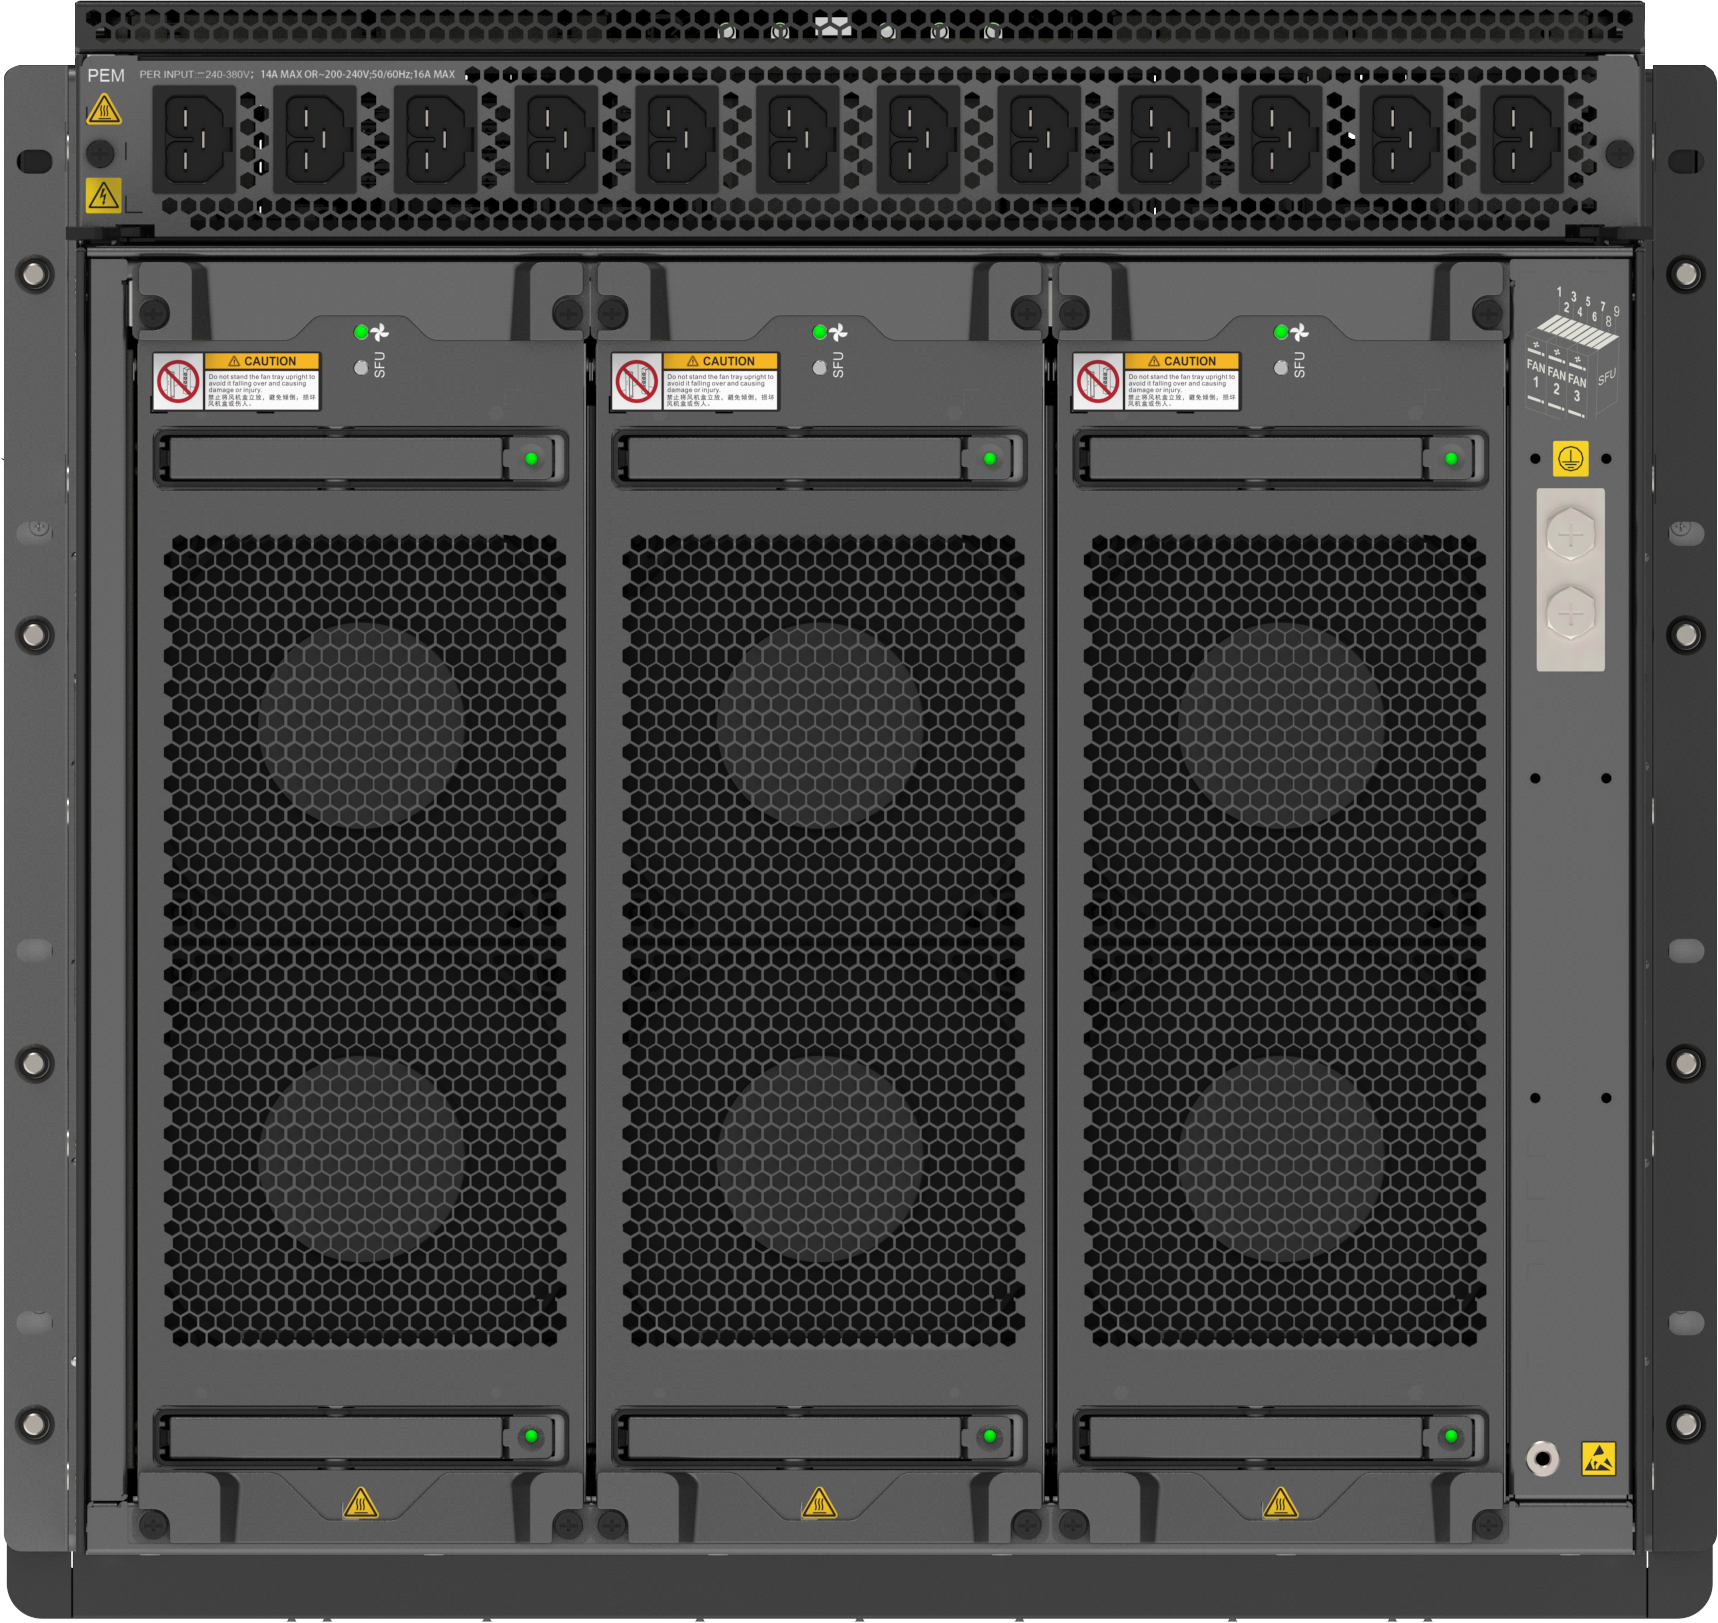 PEM PER INPUT:⎓240-380V; 14A MAX OR~200-240V;50/60Hz;16A MAX
SFU
CAUTION
Do not stand the fan tray upright to
avoid it falling over and causing
damage or injury.
禁止将风机盒立放，避免倾倒，损坏
风机盒或伤人。
SFU
CAUTION
Do not stand the fan tray upright to
avoid it falling over and causing
damage or injury.
禁止将风机盒立放，避免倾倒，损坏
风机盒或伤人。
SFU
CAUTION
Do not stand the fan tray upright to
avoid it falling over and causing
damage or injury.
禁止将风机盒立放，避免倾倒，损坏
风机盒或伤人。
1 3 5 7 9
2 4 6 8
FAN 1
FAN 2
FAN 3
SFU